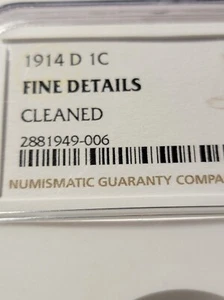 1914 D 1C
FINE DETAILS
CLEANED
2881949-006
NUMISMATIC GUARANTY COMPA